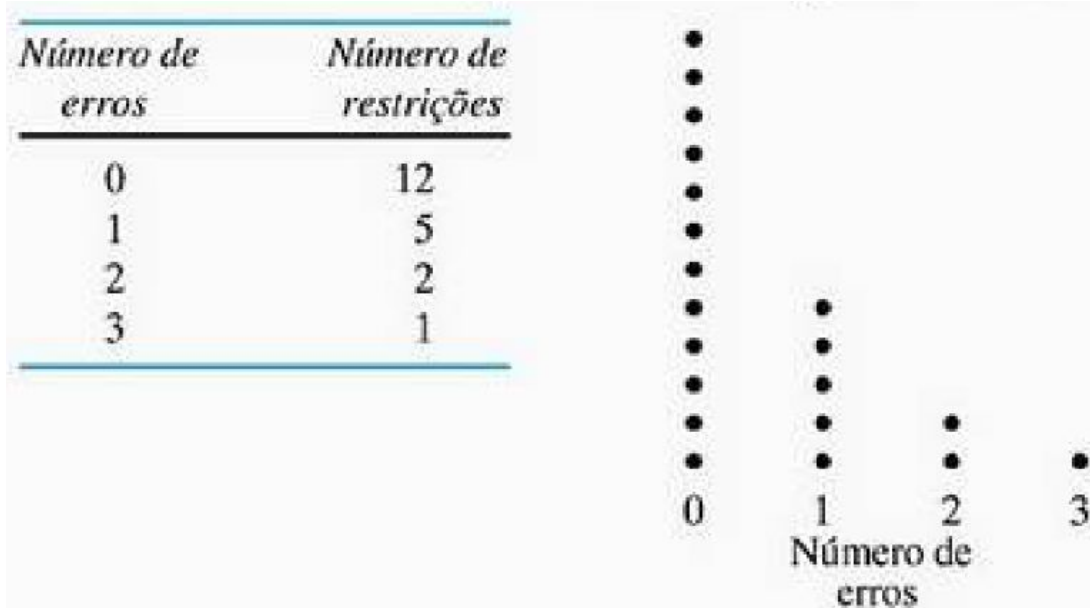 Número de Número de
erros restrições
0 12
1 5
2 2
3 1
0 1 2 3
Número de
erros